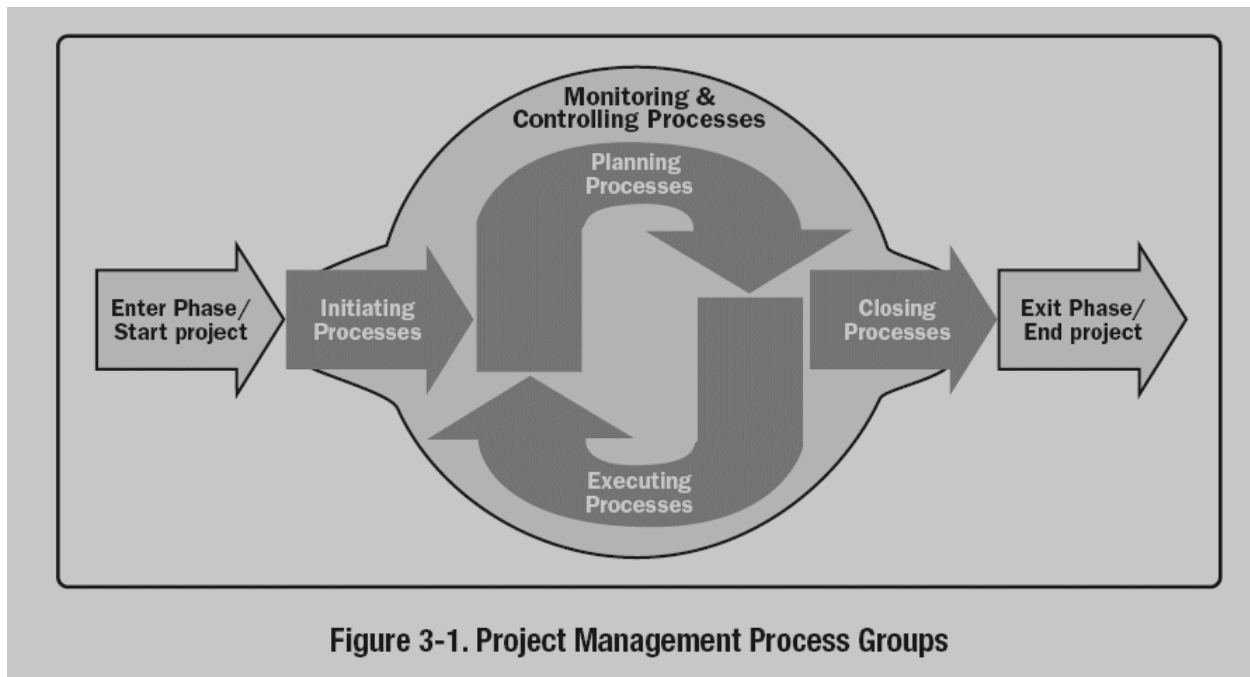 Monitoring &
Controlling Processes
Planning
Processes
Enter Phase/
Start project
Initiating
Processes
Closing
Processes
Exit Phase/
End project
Executing
Processes
Figure 3-1. Project Management Process Groups